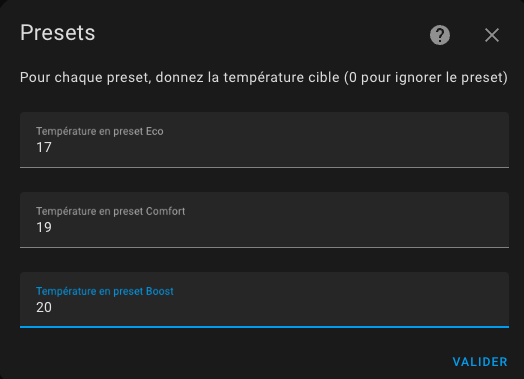 Presets
Pour chaque preset, donnez la température cible (0 pour ignorer le preset)
Température en preset Eco
17
Température en preset Comfort
19
Température en preset Boost
20
VALIDER